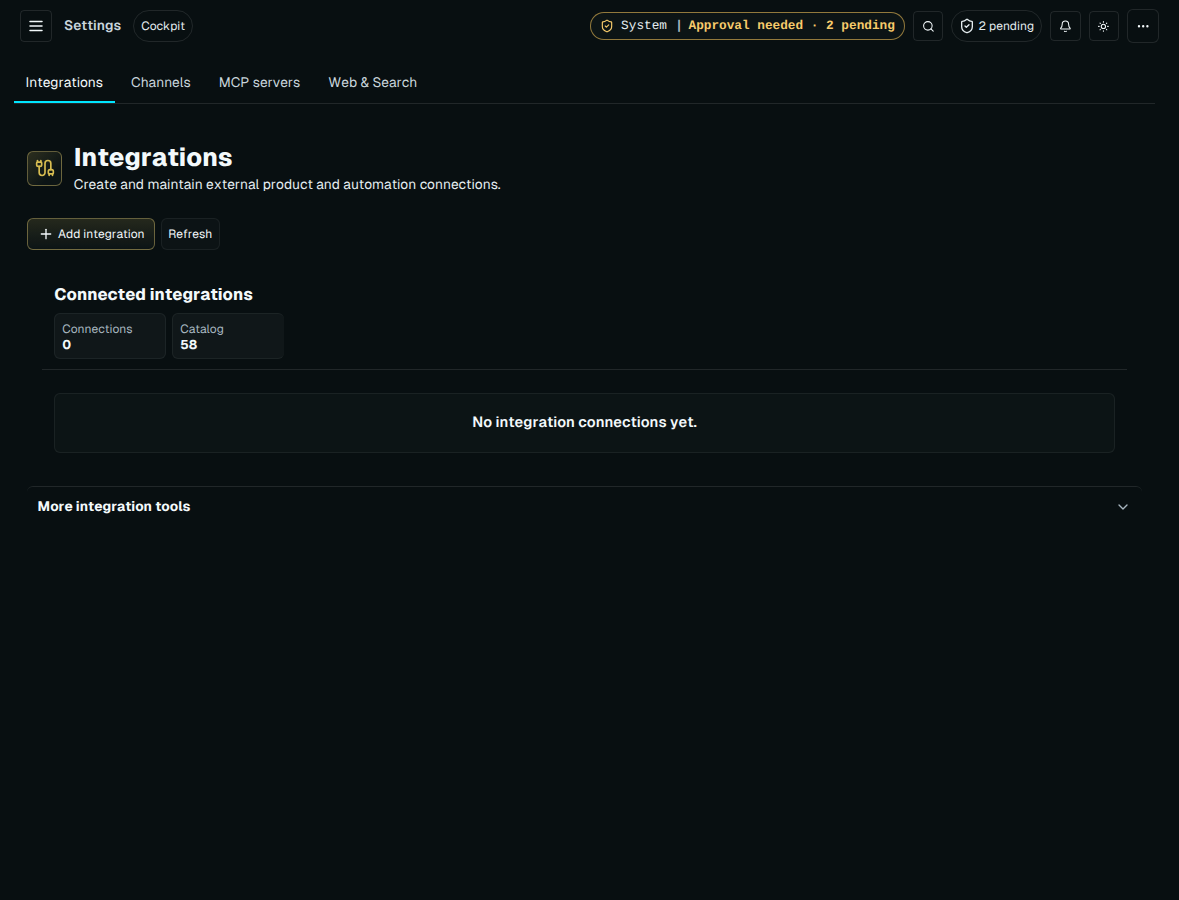 Settings Cockpit System | Approval needed · 2 pending 2 pending
Integrations Channels MCP servers Web & Search
Integrations
Create and maintain external product and automation connections.
Add integration Refresh
Connected integrations
Connections Catalog
0 58
No integration connections yet.
More integration tools